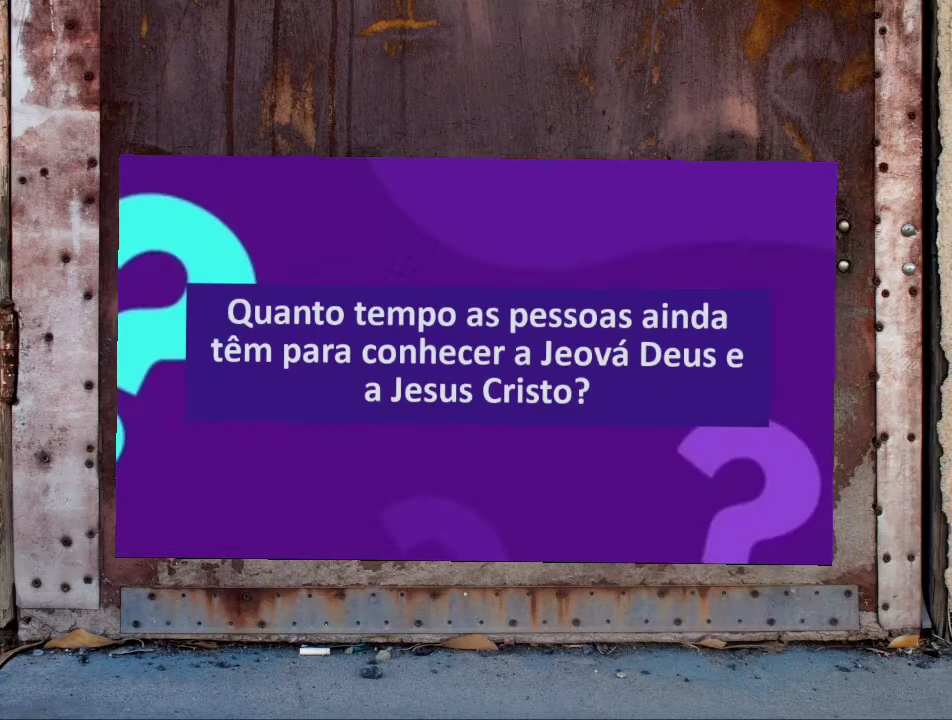 Quanto tempo as pessoas ainda
têm para conhecer a Jeová Deus e
a Jesus Cristo?